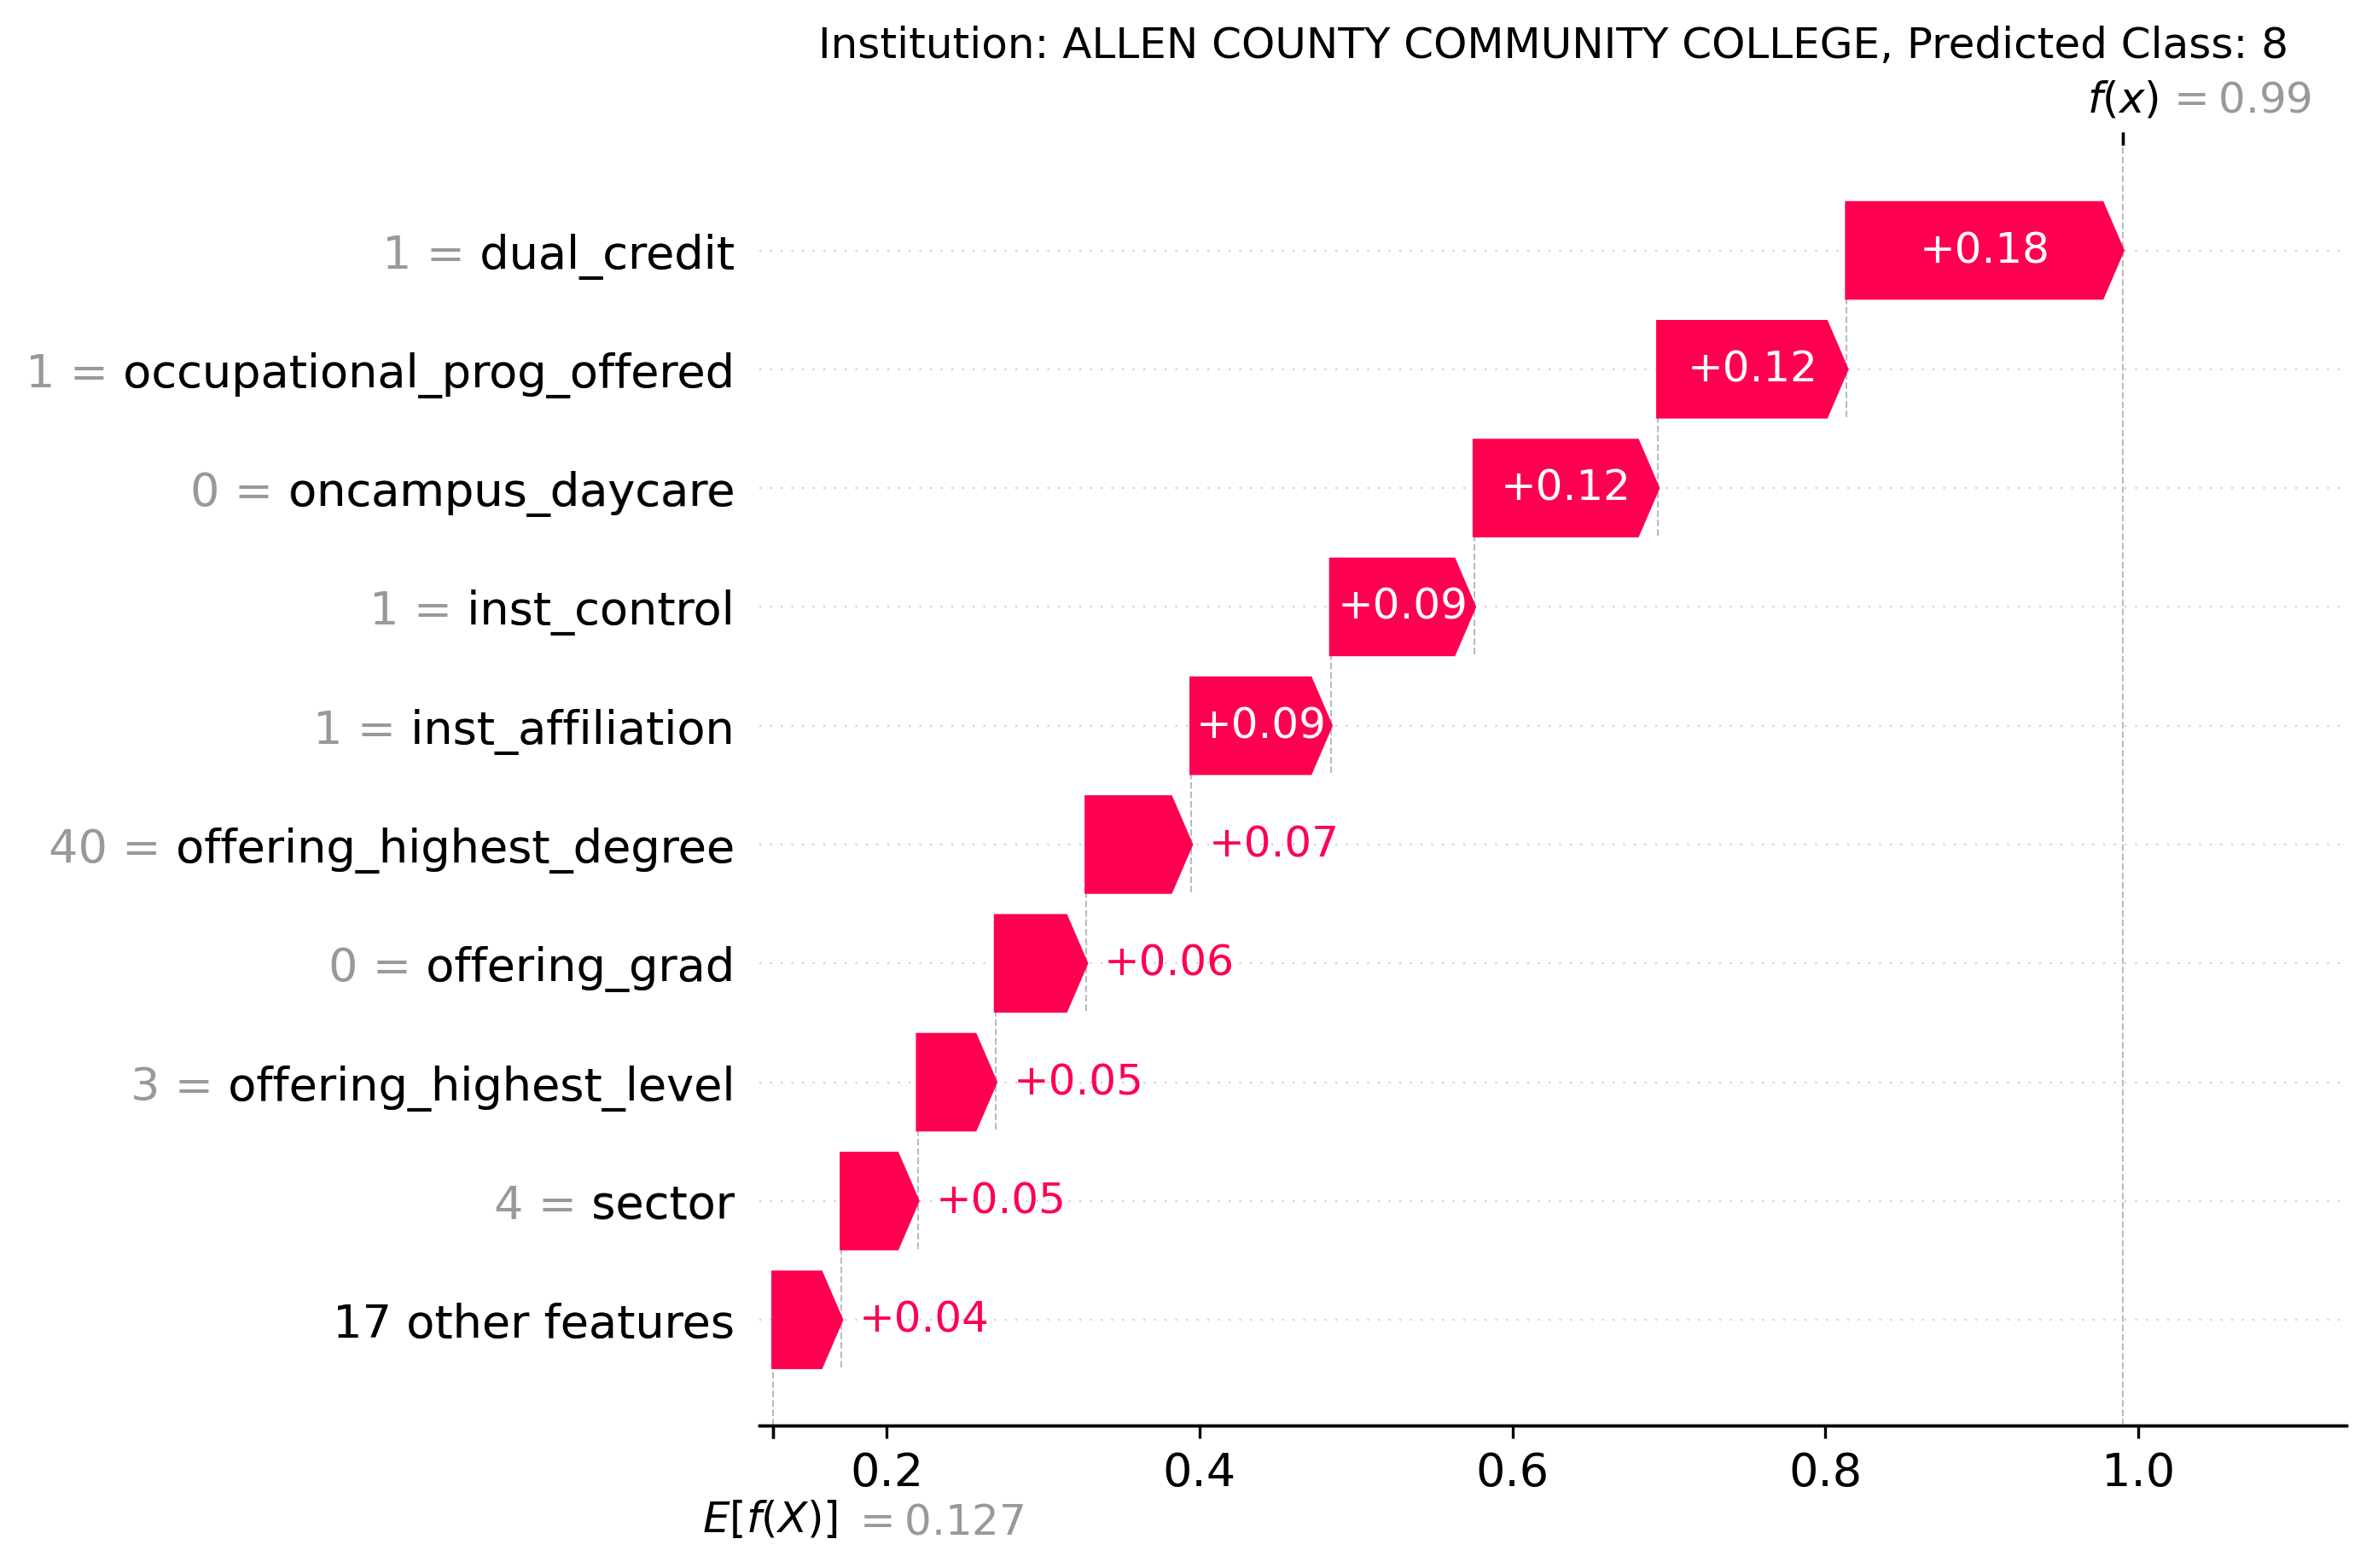 Institution: ALLEN COUNTY COMMUNITY COLLEGE, Predicted Class: 8
f(x) = 0.99
1 = dual_credit
+0.18
1 = occupational_prog_offered
+0.12
0 = oncampus_daycare
+0.12
1 = inst_control
+0.09
1 = inst_affiliation
+0.09
40 = offering_highest_degree
+0.07
0 = offering_grad
+0.06
3 = offering_highest_level
+0.05
4 = sector
+0.05
17 other features
+0.04
0.2 0.4 0.6 0.8 1.0
E[f(X)] = 0.127